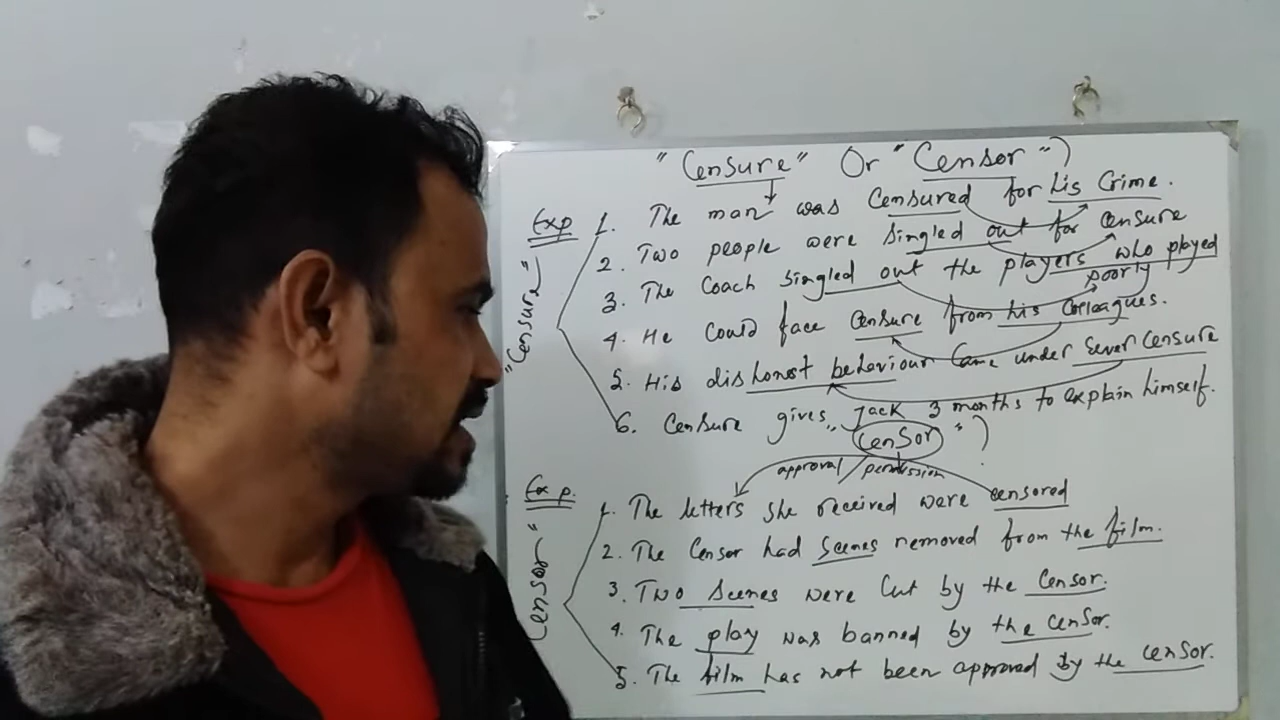 "Censure" Or "Censor")
Exp 1. The man was Censured for his Crime.
2. Two people were singled out for censure
3. The Coach singled out the players who played
poorly
4. He could face censure from his colleagues.
"Censure"
5. His dishonest behaviour came under sever censure
6. Censure gives Jack 3 months to explain himself.
"Censor")
approval / permission
Exp. 1. The letters she received were censored
2. The Censor had scenes removed from the film.
"Censor"
3. Two scenes were cut by the Censor.
4. The play was banned by the censor.
5. The film has not been approved by the censor.